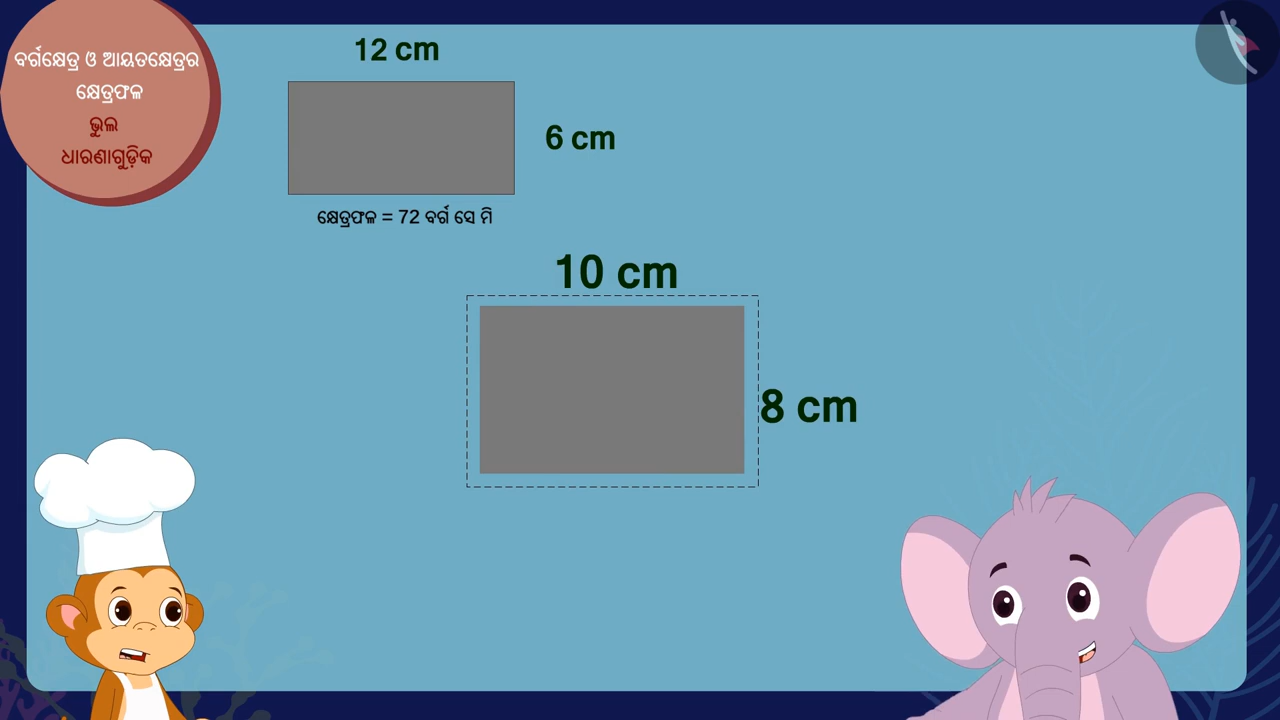 ବର୍ଗକ୍ଷେତ୍ର ଓ ଆୟତକ୍ଷେତ୍ରର
କ୍ଷେତ୍ରଫଳ
ଭୁଲ
ଧାରଣାଗୁଡ଼ିକ
12 cm
6 cm
କ୍ଷେତ୍ରଫଳ = 72 ବର୍ଗ ସେ ମି
10 cm
8 cm